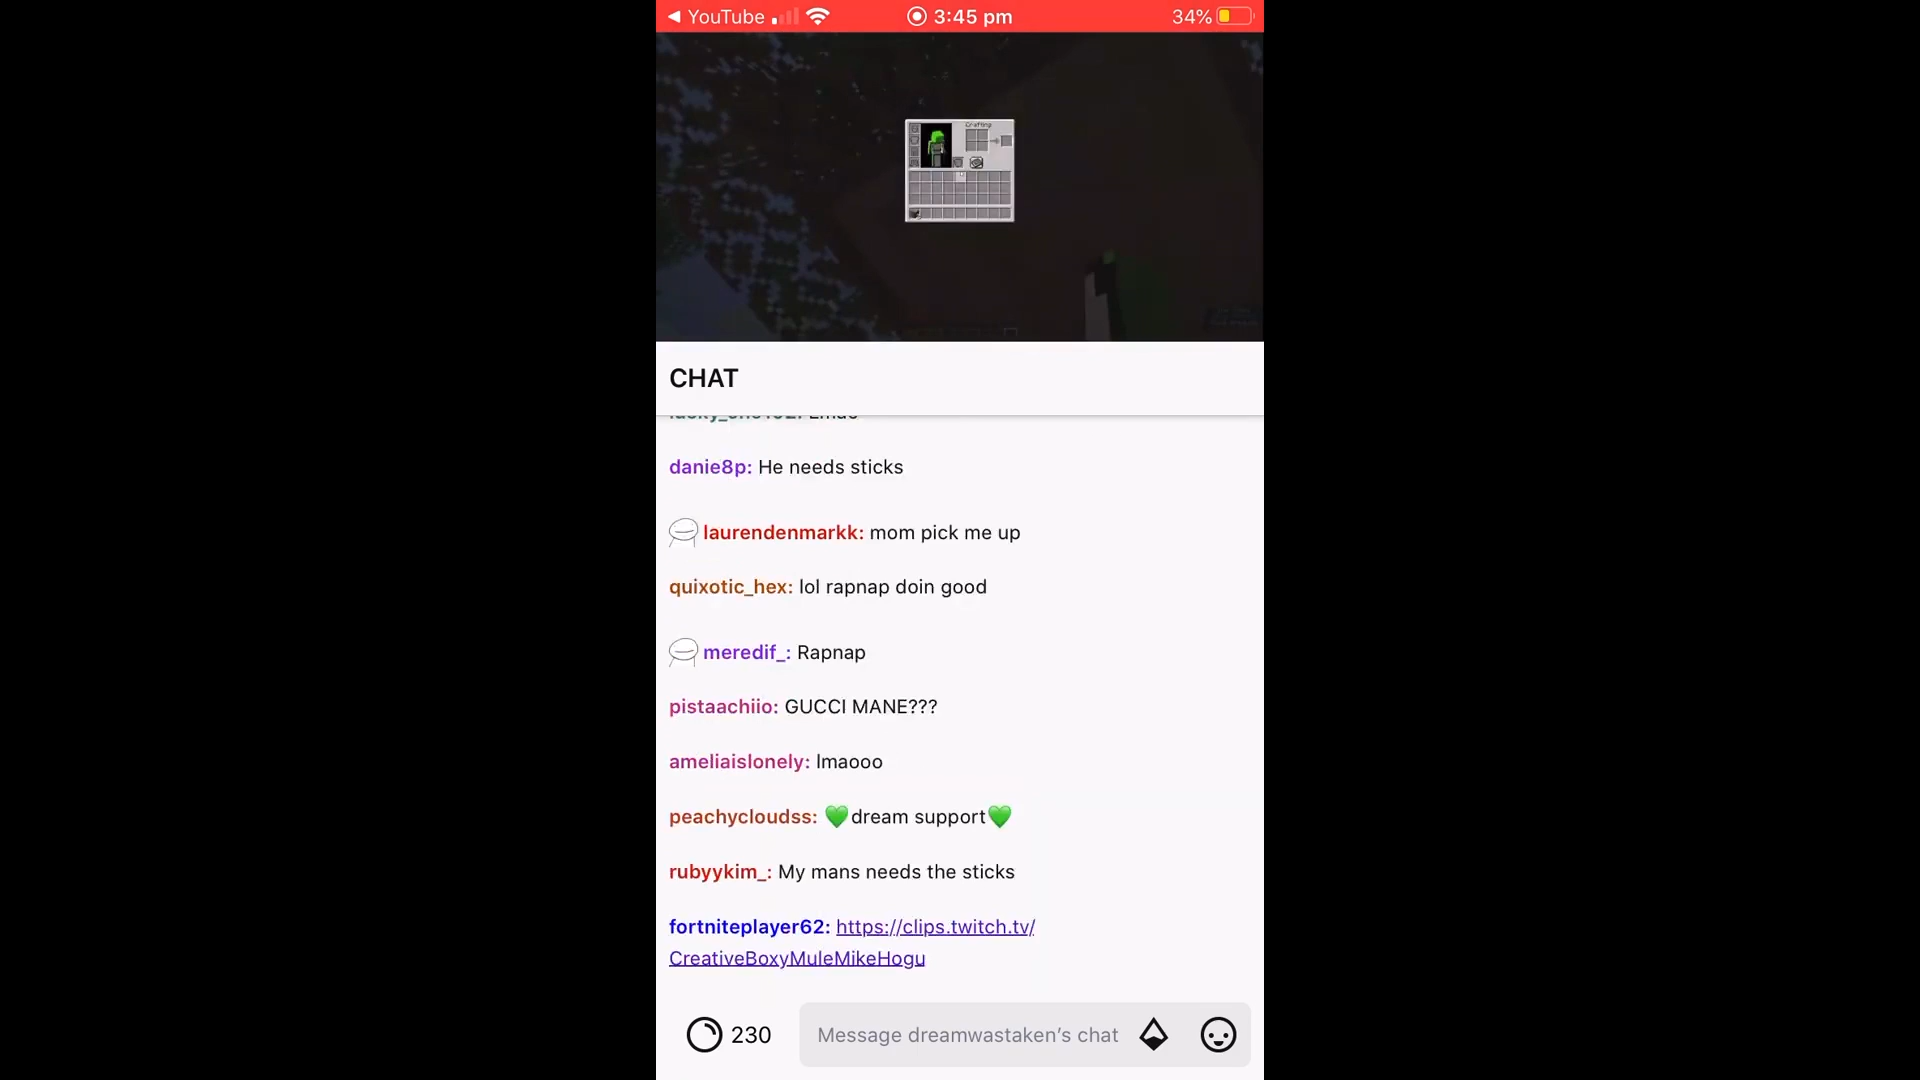 YouTube 3:45 pm 34%
Crafting
CHAT
danie8p: He needs sticks
laurendenmarkk: mom pick me up
quixotic_hex: lol rapnap doin good
meredif_: Rapnap
pistaachiio: GUCCI MANE???
ameliaislonely: lmaooo
peachycloudss: 💚dream support💚
rubyykim_: My mans needs the sticks
fortniteplayer62: https://clips.twitch.tv/
CreativeBoxyMuleMikeHogu
230 Message dreamwastaken's chat